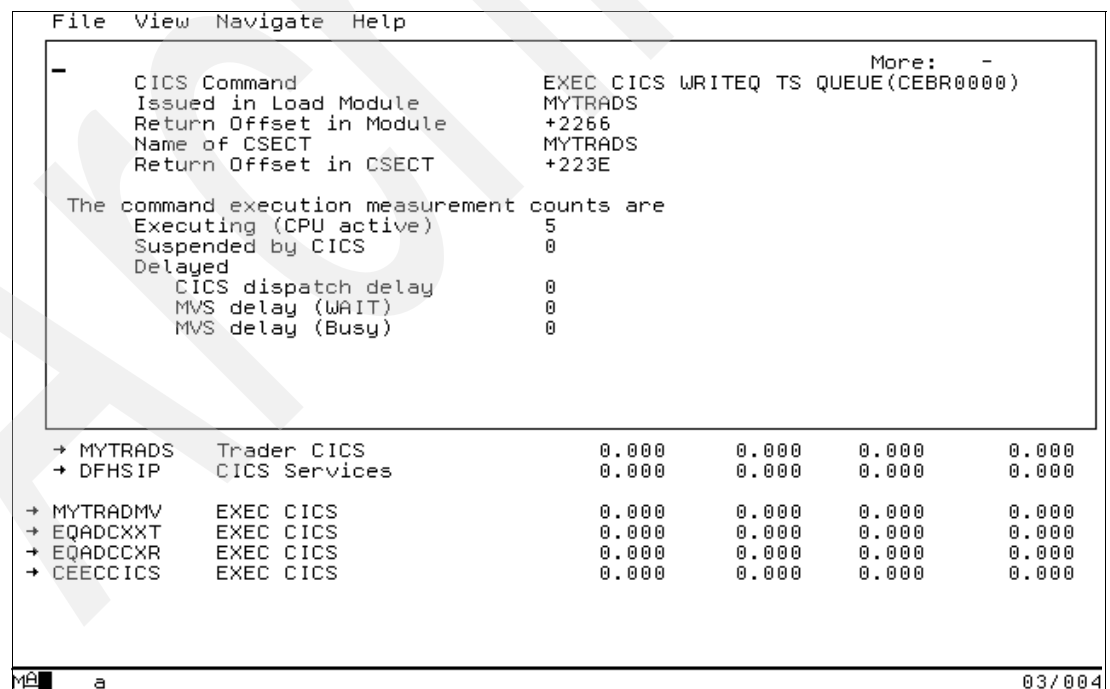 File View Navigate Help
More: -
CICS Command EXEC CICS WRITEQ TS QUEUE(CEBR0000)
Issued in Load Module MYTRADS
Return Offset in Module +2266
Name of CSECT MYTRADS
Return Offset in CSECT +223E
The command execution measurement counts are
Executing (CPU active) 5
Suspended by CICS 0
Delayed
CICS dispatch delay 0
MVS delay (WAIT) 0
MVS delay (Busy) 0
→ MYTRADS Trader CICS 0.000 0.000 0.000 0.000
→ DFHSIP CICS Services 0.000 0.000 0.000 0.000
→ MYTRADMV EXEC CICS 0.000 0.000 0.000 0.000
→ EQADCXXT EXEC CICS 0.000 0.000 0.000 0.000
→ EQADCCXR EXEC CICS 0.000 0.000 0.000 0.000
→ CEECCICS EXEC CICS 0.000 0.000 0.000 0.000
MA a 03/004